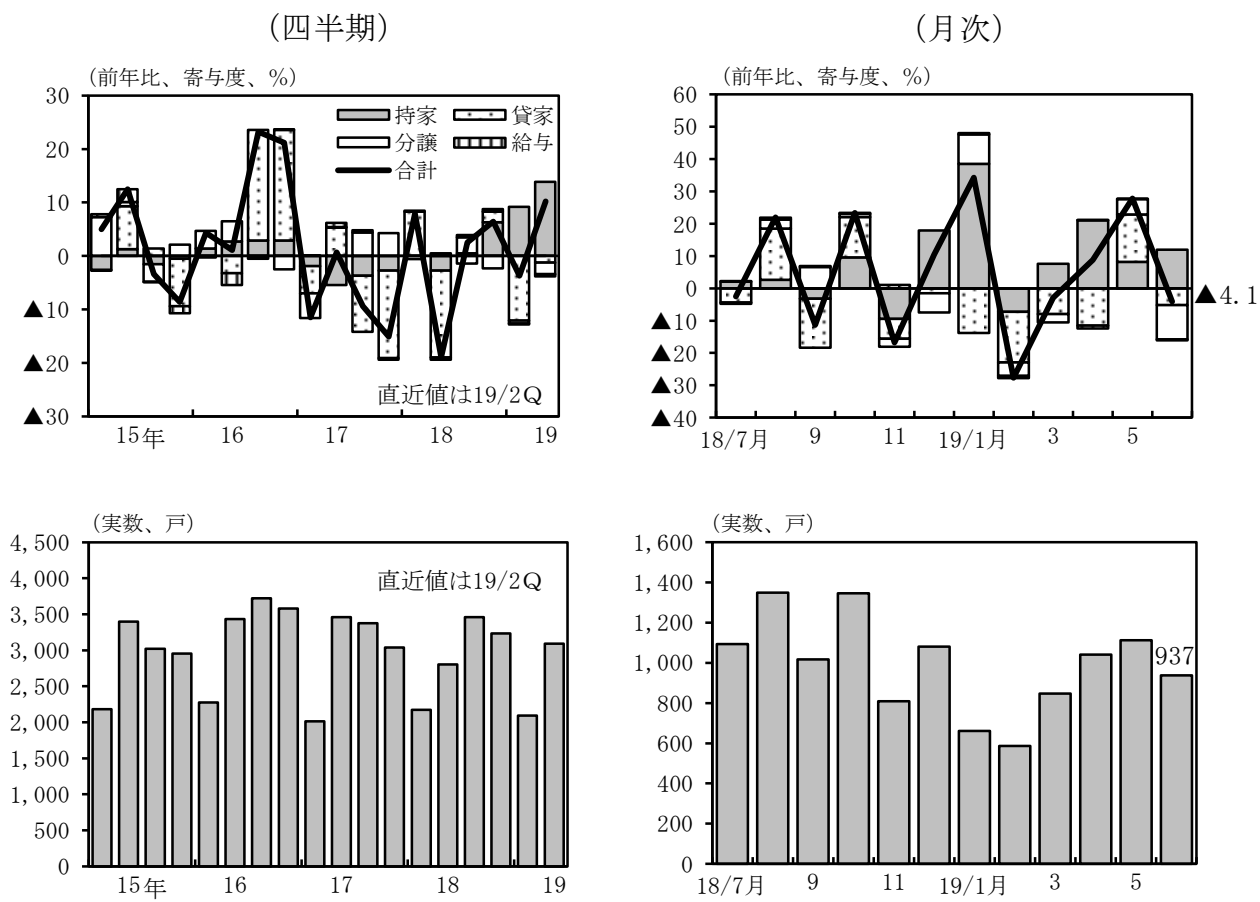 (四半期)
(前年比、寄与度、%)
持家
貸家
分譲
給与
合計
30
20
10
0
▲10
▲20
▲30
直近値は19/2Q
15年
16
17
18
19
(月次)
(前年比、寄与度、%)
60
50
40
30
20
10
0
▲10
▲20
▲30
▲40
▲4.1
18/7月
9
11
19/1月
3
5
(実数、戸)
4,500
4,000
3,500
3,000
2,500
2,000
1,500
1,000
500
0
直近値は19/2Q
15年
16
17
18
19
(実数、戸)
1,600
1,400
1,200
1,000
800
600
400
200
0
937
18/7月
9
11
19/1月
3
5